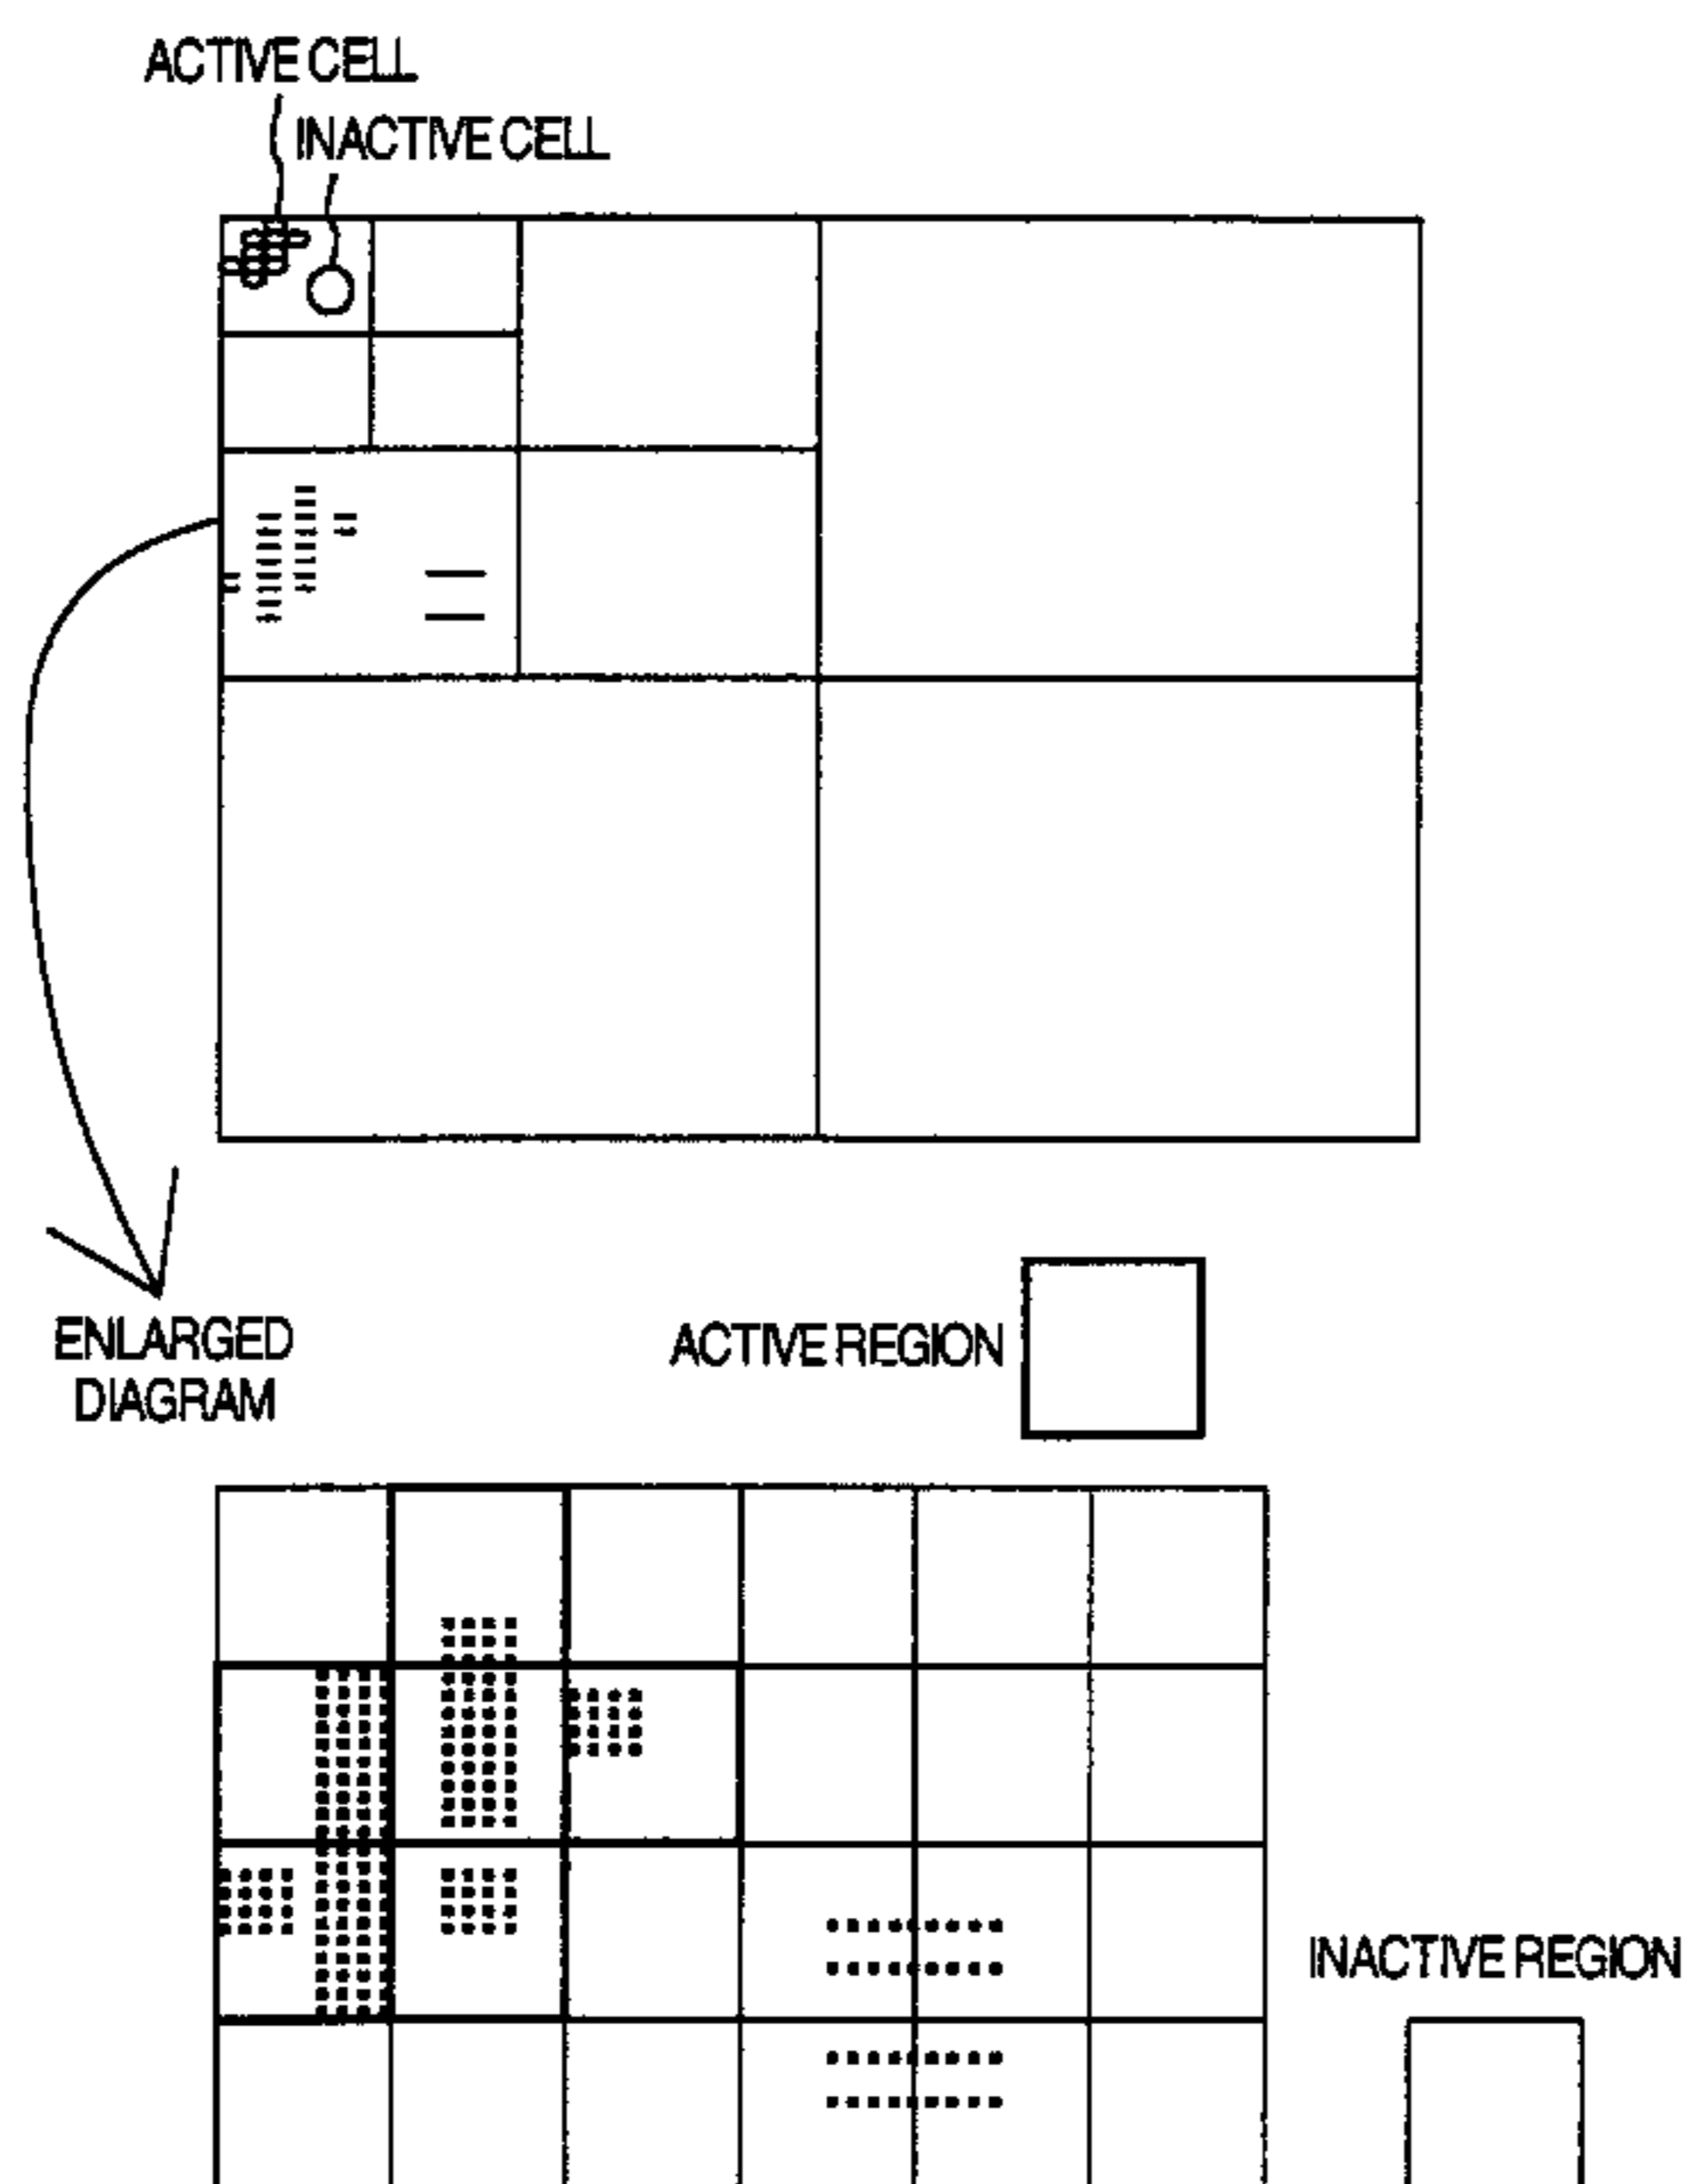 ACTIVE CELL
INACTIVE CELL
ENLARGED
DIAGRAM
ACTIVE REGION
INACTIVE REGION